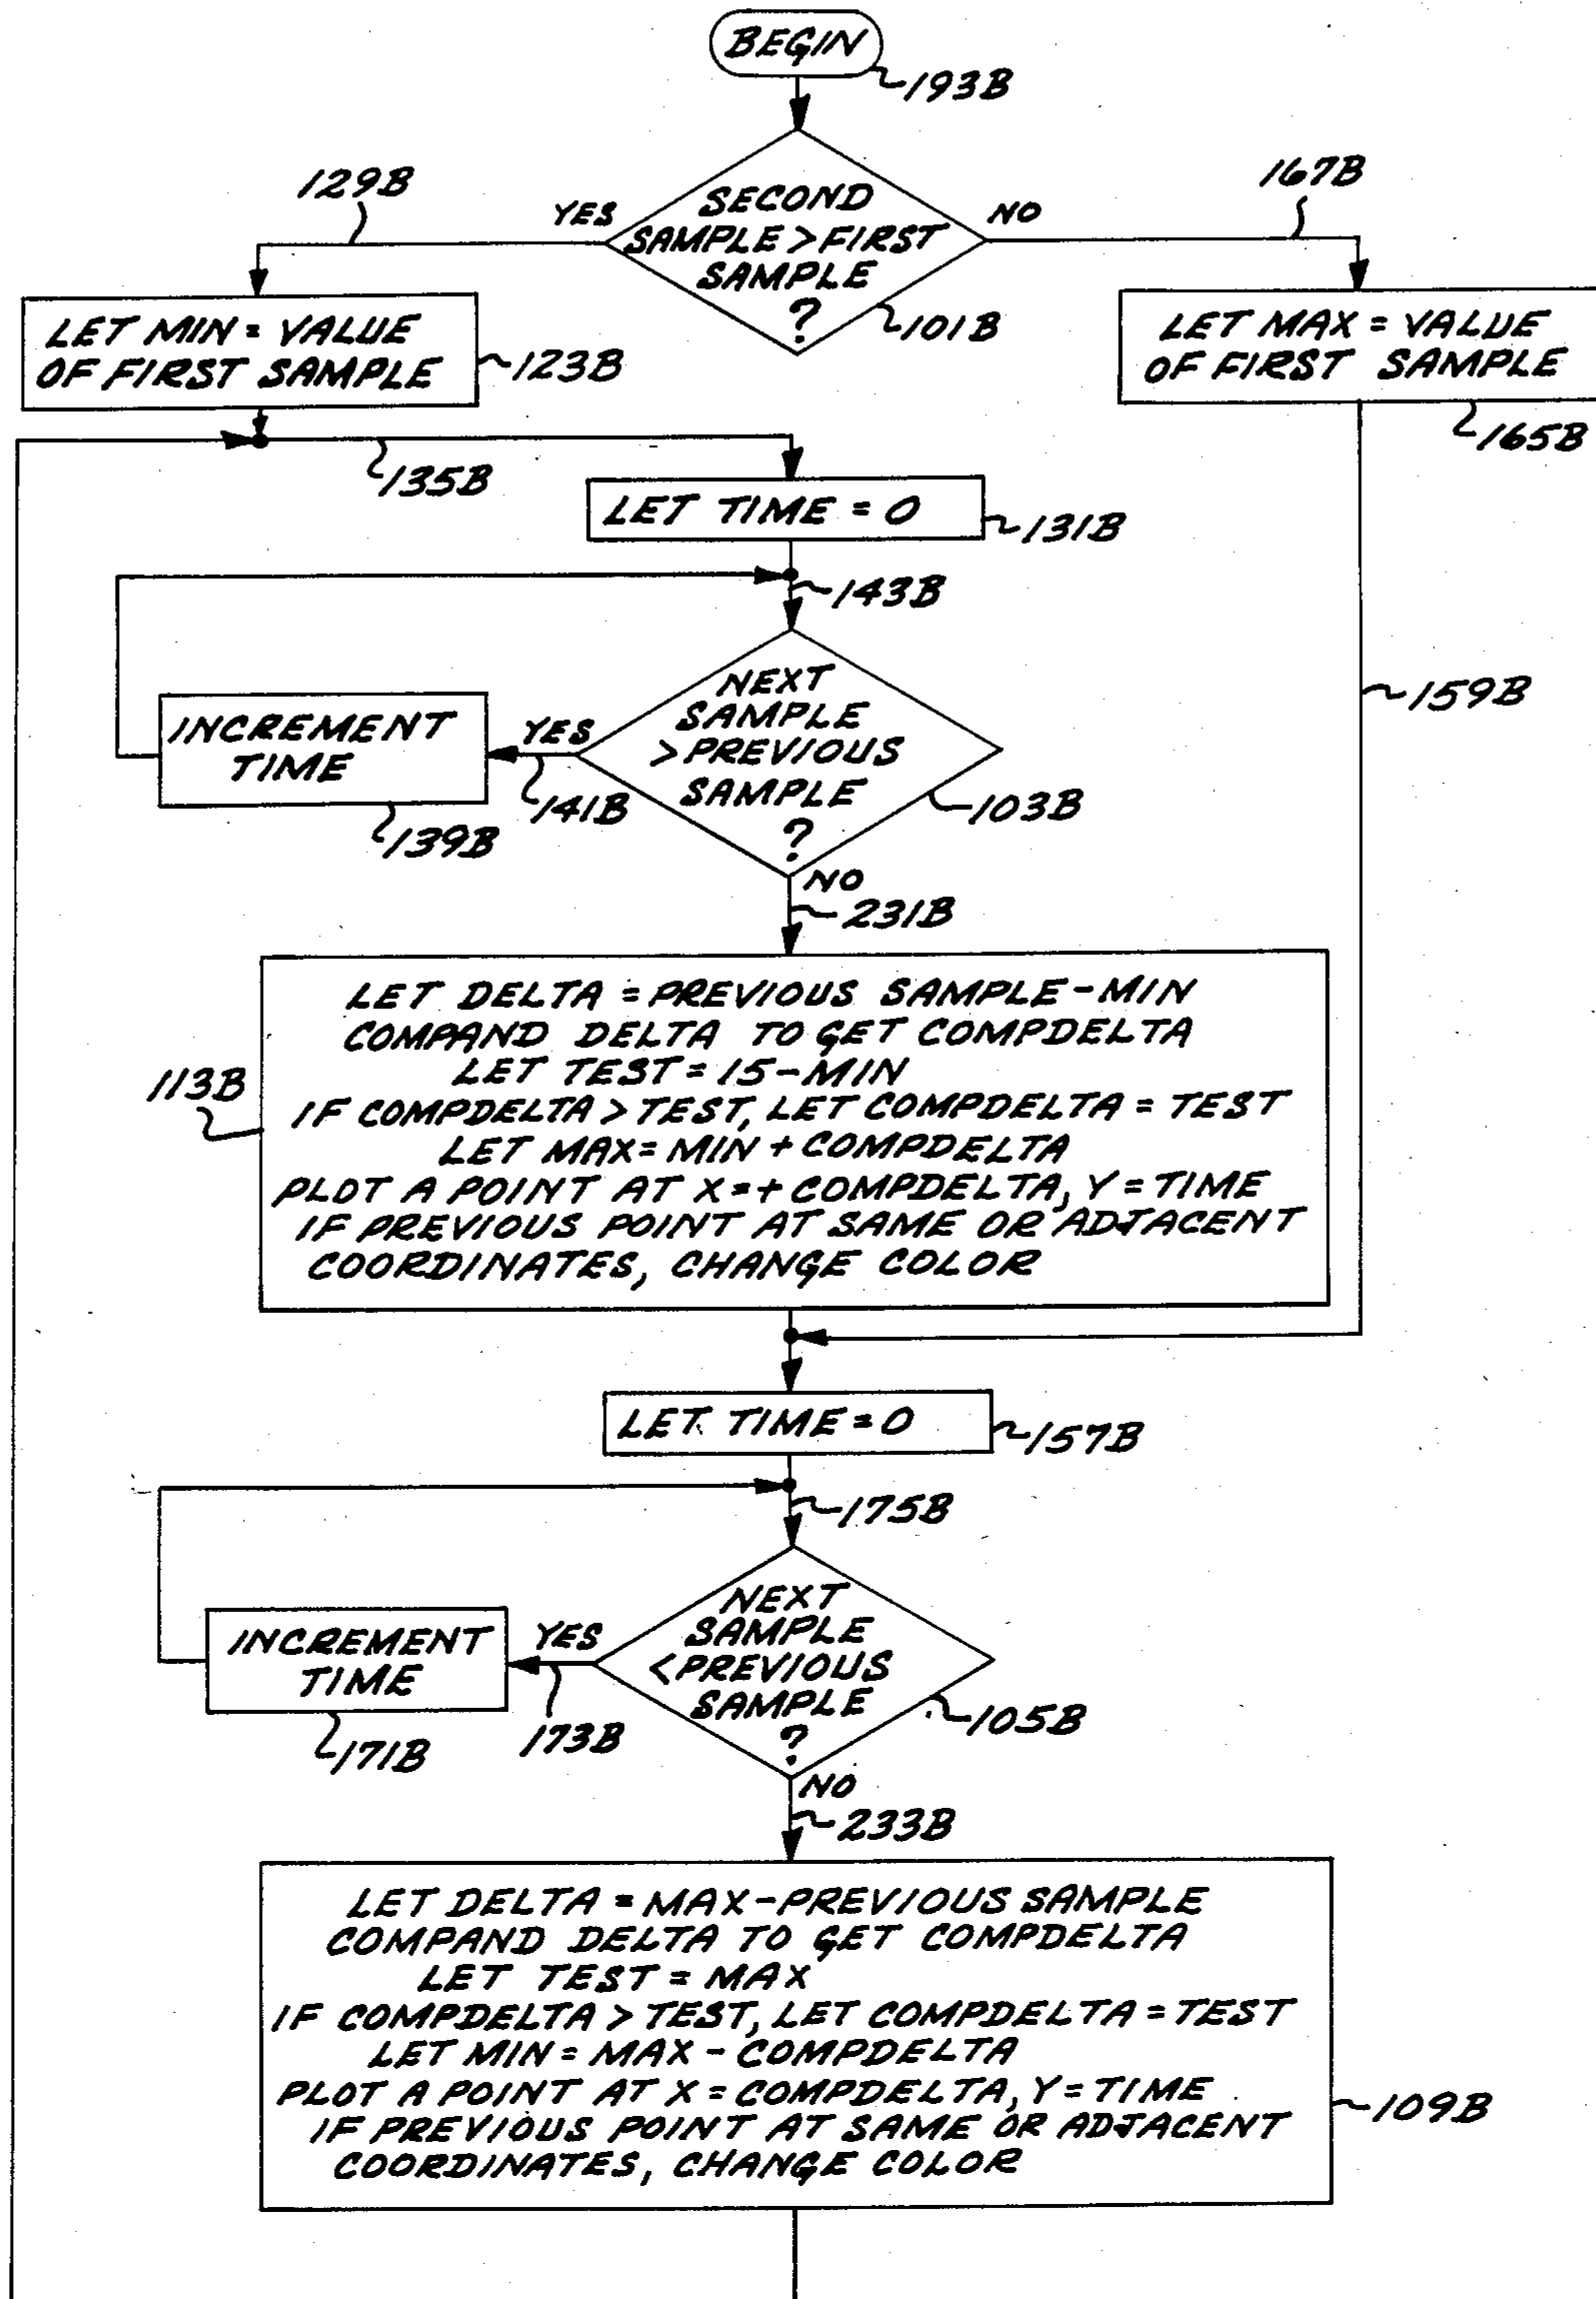 BEGIN
193B
129B
167B
YES
SECOND
SAMPLE > FIRST
SAMPLE
?
NO
101B
LET MIN = VALUE
OF FIRST SAMPLE
123B
LET MAX = VALUE
OF FIRST SAMPLE
165B
135B
LET TIME = 0
131B
143B
159B
NEXT
SAMPLE
> PREVIOUS
SAMPLE
?
YES
INCREMENT
TIME
141B
103B
139B
NO
231B
LET DELTA = PREVIOUS SAMPLE - MIN
COMPAND DELTA TO GET COMPDELTA
LET TEST = 15 - MIN
IF COMPDELTA > TEST, LET COMPDELTA = TEST
LET MAX = MIN + COMPDELTA
PLOT A POINT AT X = + COMPDELTA, Y = TIME
IF PREVIOUS POINT AT SAME OR ADJACENT
COORDINATES, CHANGE COLOR
113B
LET TIME = 0
157B
175B
NEXT
SAMPLE
< PREVIOUS
SAMPLE
?
YES
INCREMENT
TIME
173B
105B
171B
NO
233B
LET DELTA = MAX - PREVIOUS SAMPLE
COMPAND DELTA TO GET COMPDELTA
LET TEST = MAX
IF COMPDELTA > TEST, LET COMPDELTA = TEST
LET MIN = MAX - COMPDELTA
PLOT A POINT AT X = COMPDELTA, Y = TIME
IF PREVIOUS POINT AT SAME OR ADJACENT
COORDINATES, CHANGE COLOR
109B